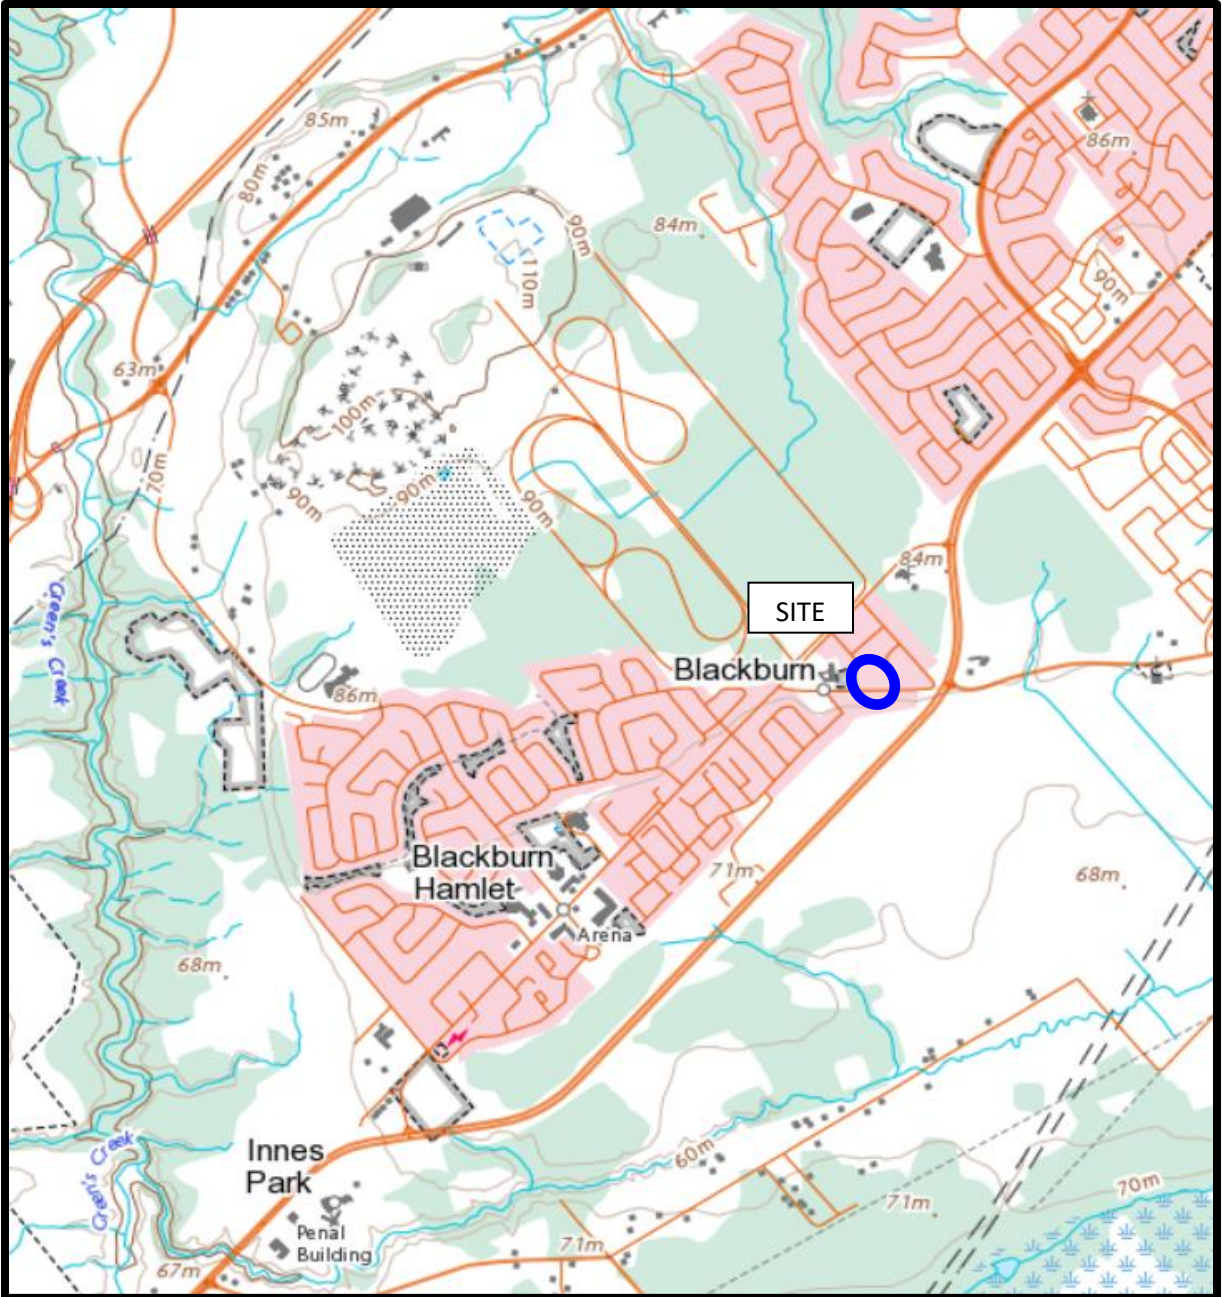 85m
86m
80m
84m
90m
90m
110m
63m
100m
70m
90m
90m
90m
84m
Green's Creek
SITE
Blackburn
86m
Blackburn
Hamlet
71m
68m
Arena
68m
Green's Creek
Innes
Park
60m
70m
71m
Penal
Building
71m
67m